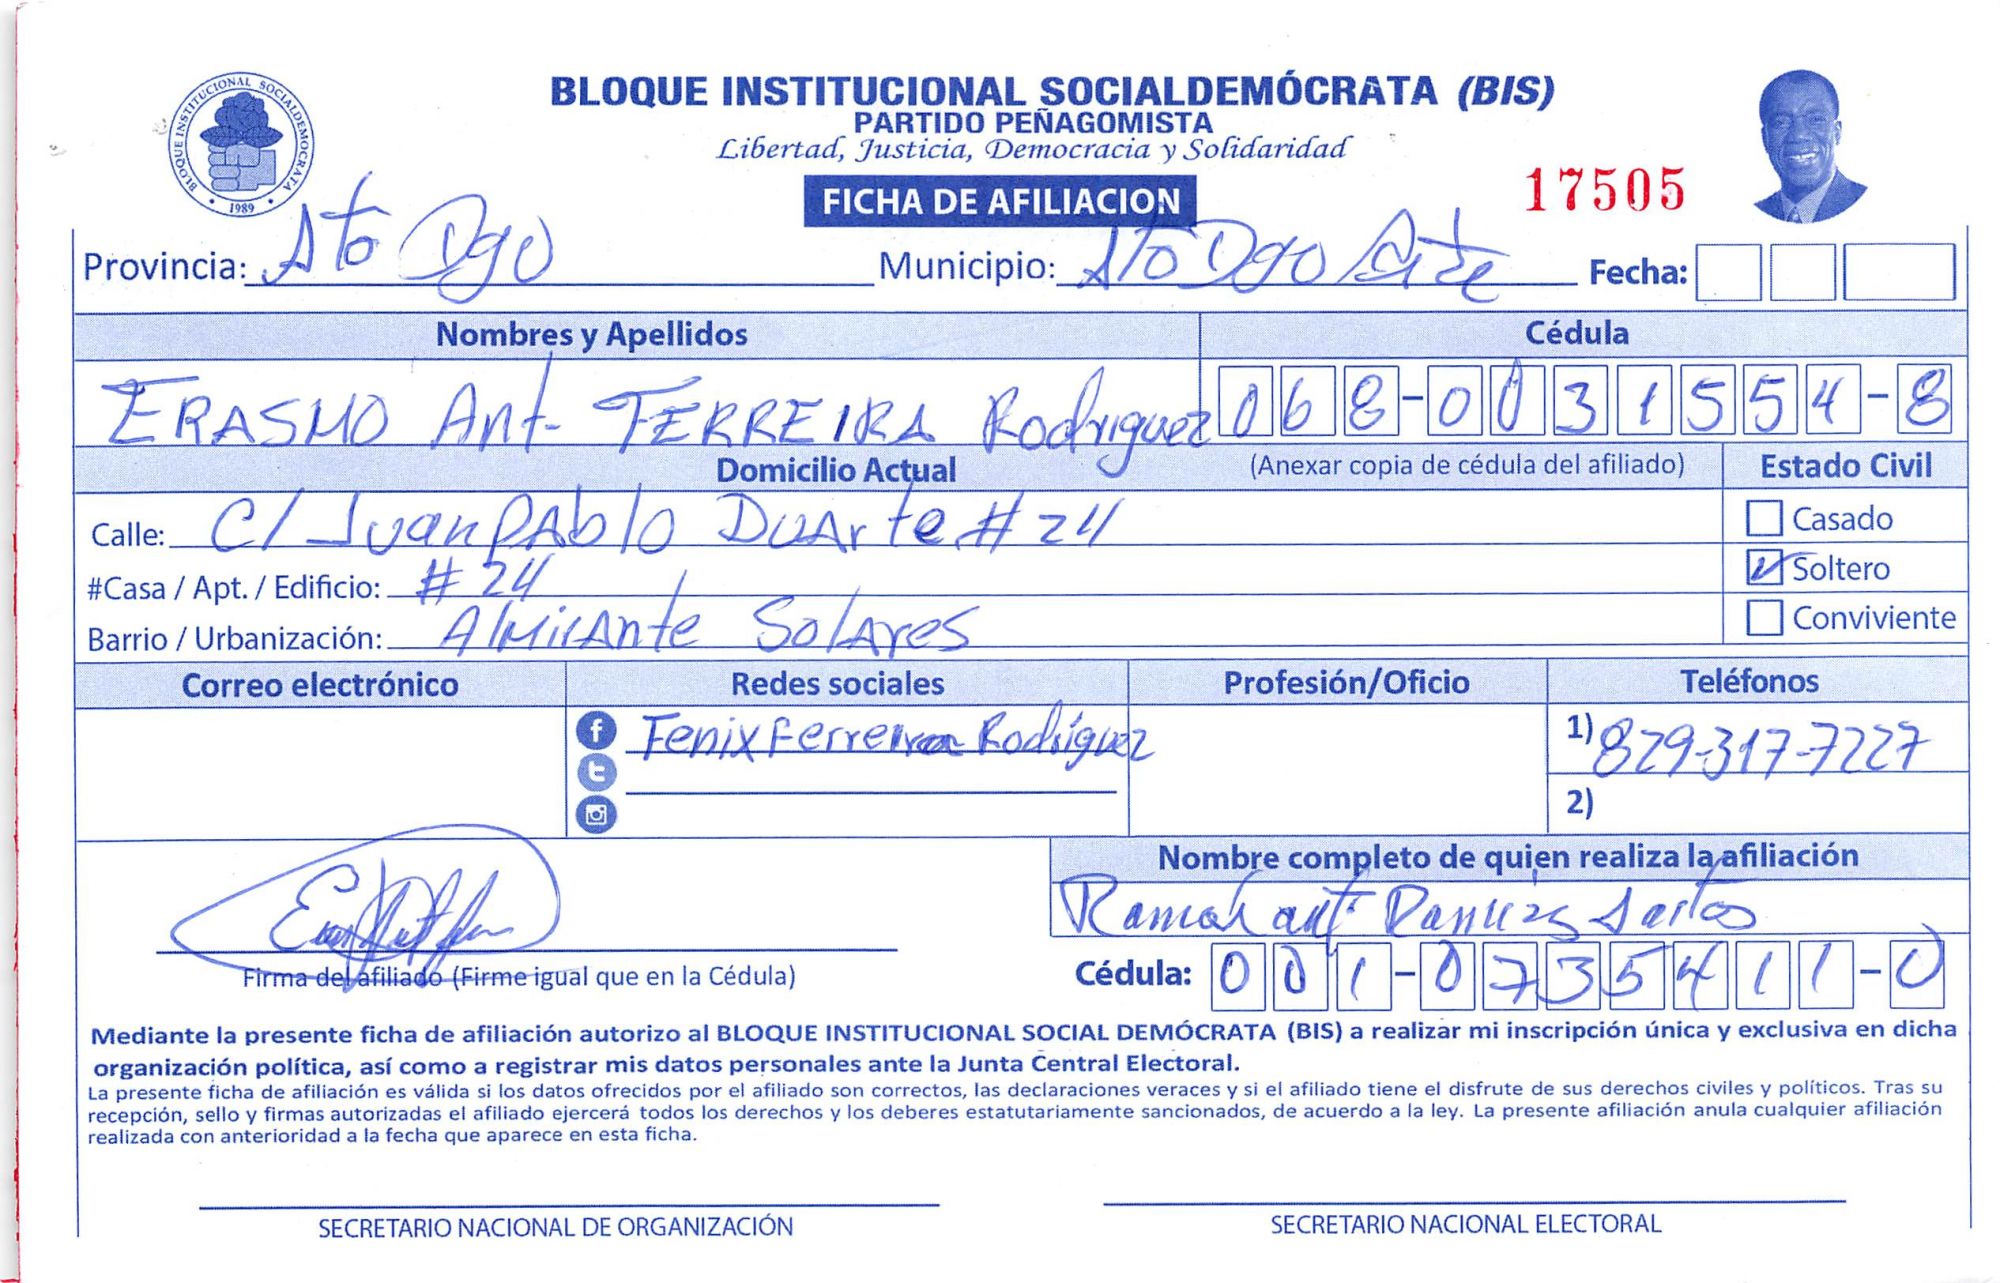 BLOQUE INSTITUCIONAL SOCIALDEMOCRATA
1989
BLOQUE INSTITUCIONAL SOCIALDEMÓCRATA (BIS)
PARTIDO PEÑAGOMISTA
Libertad, Justicia, Democracia y Solidaridad
FICHA DE AFILIACION
17505
Provincia: Sto Dgo Municipio: Sto Dgo Fecha:
Nombres y Apellidos Cédula
ERASMO Ant. FERREIRA Rodriguez 068-0031554-8
Domicilio Actual (Anexar copia de cédula del afiliado) Estado Civil
Calle: C/ Juan PAblo DUArte # 24 Casado
#Casa / Apt. / Edificio: # 24 Soltero
Barrio / Urbanización: AlmirAnte SolAres Conviviente
Correo electrónico Redes sociales Profesión/Oficio Teléfonos
Fenix Ferreira Rodríguez 1) 829-317-7227
2)
Nombre completo de quien realiza la afiliación
Ramon ant Ramirez Santos
Cédula: 001-0735411-0
Firma del afiliado (Firme igual que en la Cédula)
Mediante la presente ficha de afiliación autorizo al BLOQUE INSTITUCIONAL SOCIAL DEMÓCRATA (BIS) a realizar mi inscripción única y exclusiva en dicha
organización política, así como a registrar mis datos personales ante la Junta Central Electoral.
La presente ficha de afiliación es válida si los datos ofrecidos por el afiliado son correctos, las declaraciones veraces y si el afiliado tiene el disfrute de sus derechos civiles y políticos. Tras su
recepción, sello y firmas autorizadas el afiliado ejercerá todos los derechos y los deberes estatutariamente sancionados, de acuerdo a la ley. La presente afiliación anula cualquier afiliación
realizada con anterioridad a la fecha que aparece en esta ficha.
SECRETARIO NACIONAL DE ORGANIZACIÓN SECRETARIO NACIONAL ELECTORAL